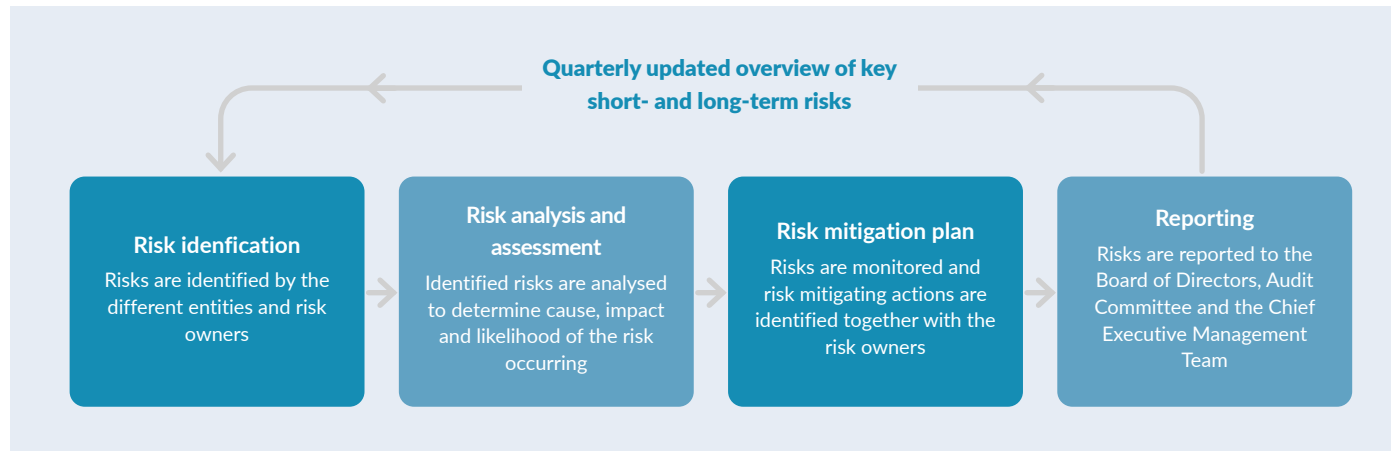 Quarterly updated overview of key
short- and long-term risks
Risk idenfication
Risks are identified by the
different entities and risk
owners
Risk analysis and
assessment
Identified risks are analysed
to determine cause, impact
and likelihood of the risk
occurring
Risk mitigation plan
Risks are monitored and
risk mitigating actions are
identified together with the
risk owners
Reporting
Risks are reported to the
Board of Directors, Audit
Committee and the Chief
Executive Management
Team